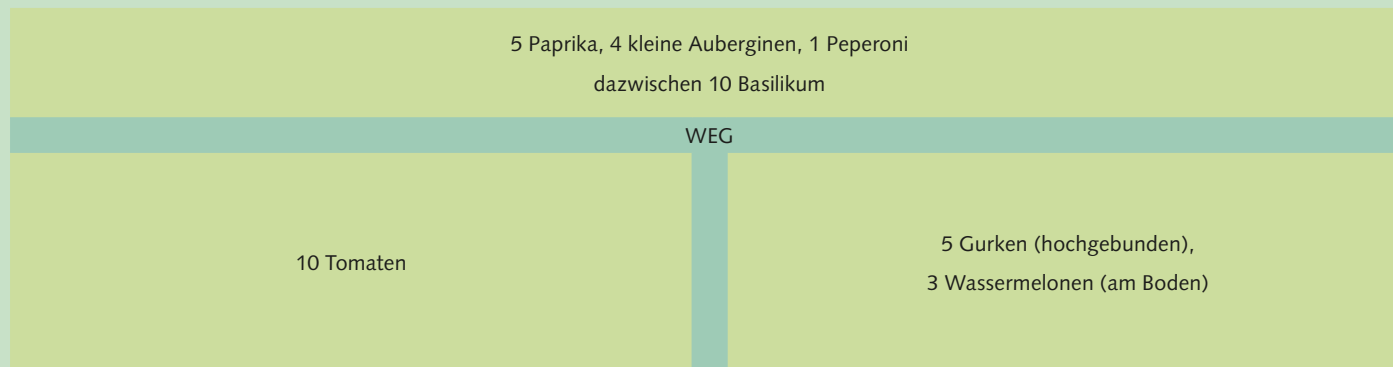 5 Paprika, 4 kleine Auberginen, 1 Peperoni
dazwischen 10 Basilikum
WEG
10 Tomaten
5 Gurken (hochgebunden),
3 Wassermelonen (am Boden)